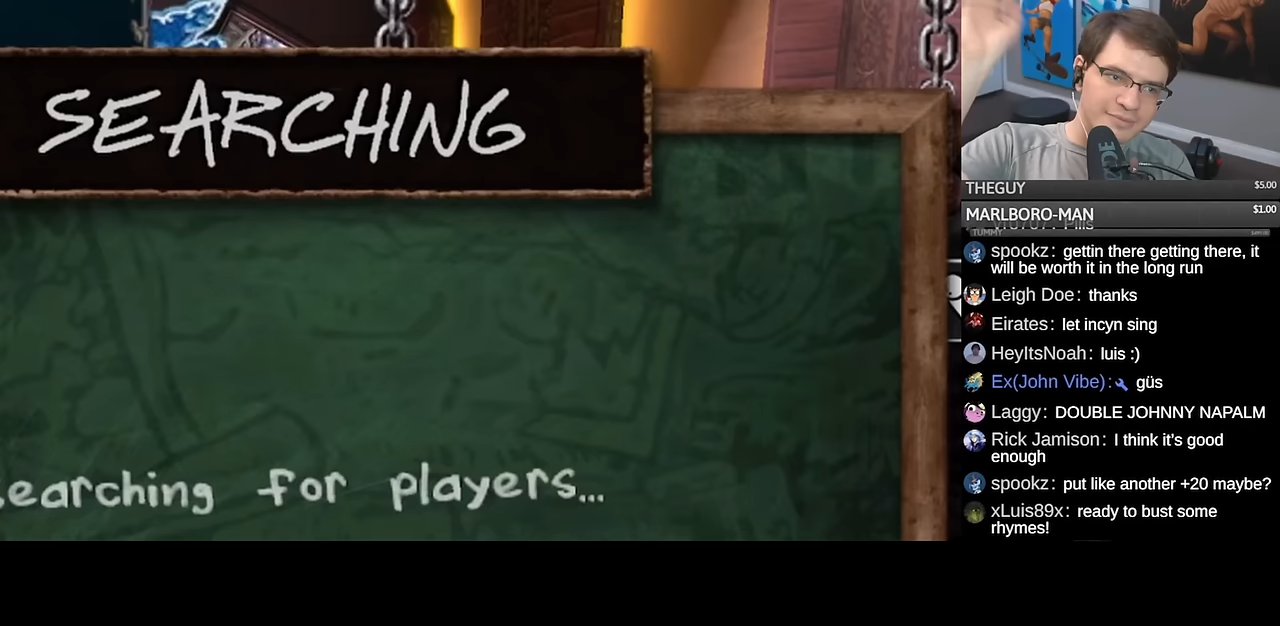 SEARCHING
earching for players...
THEGUY $5.00
MARLBORO-MAN $1.00
TUMMY
spookz: gettin there getting there, it
will be worth it in the long run
Leigh Doe: thanks
Eirates: let incyn sing
HeyItsNoah: luis :)
Ex(John Vibe): güs
Laggy: DOUBLE JOHNNY NAPALM
Rick Jamison: I think it's good
enough
spookz: put like another +20 maybe?
xLuis89x: ready to bust some
rhymes!